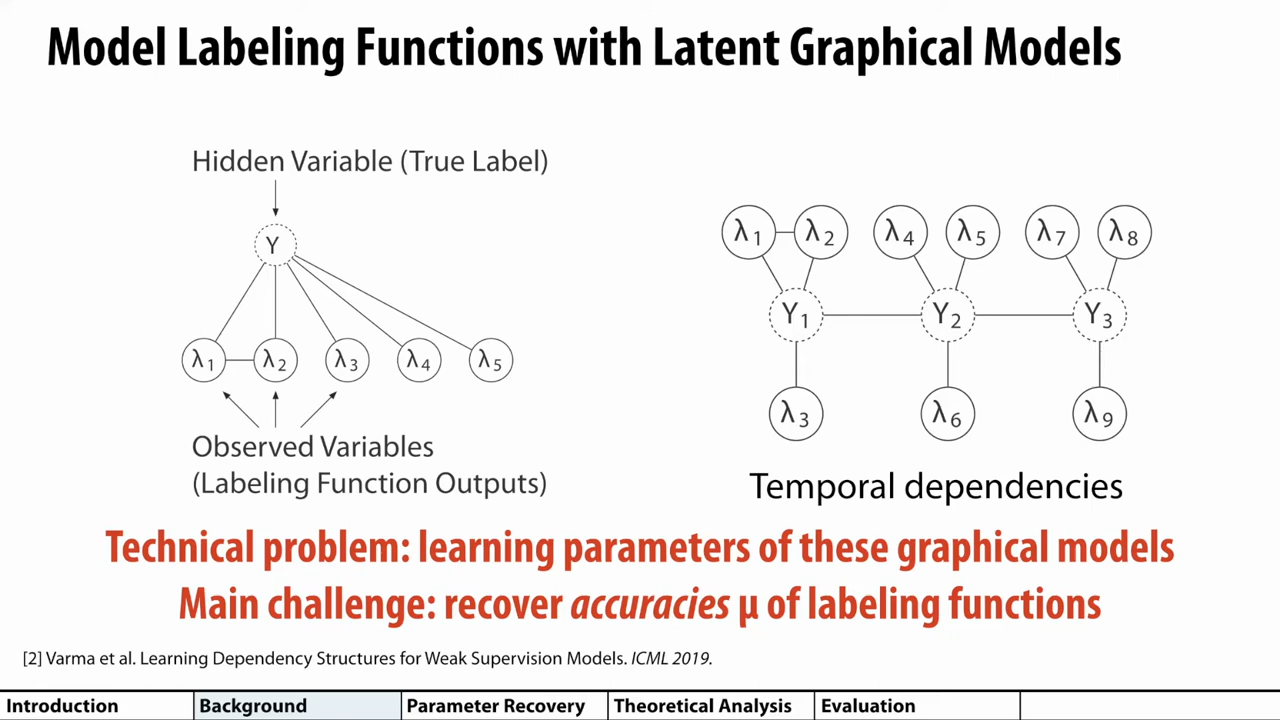 Model Labeling Functions with Latent Graphical Models
Hidden Variable (True Label)
Y
λ1 λ2 λ3 λ4 λ5
Observed Variables
(Labeling Function Outputs)
λ1 λ2 λ4 λ5 λ7 λ8
Y1 Y2 Y3
λ3 λ6 λ9
Temporal dependencies
Technical problem: learning parameters of these graphical models
Main challenge: recover accuracies μ of labeling functions
[2] Varma et al. Learning Dependency Structures for Weak Supervision Models. ICML 2019.
Introduction Background Parameter Recovery Theoretical Analysis Evaluation